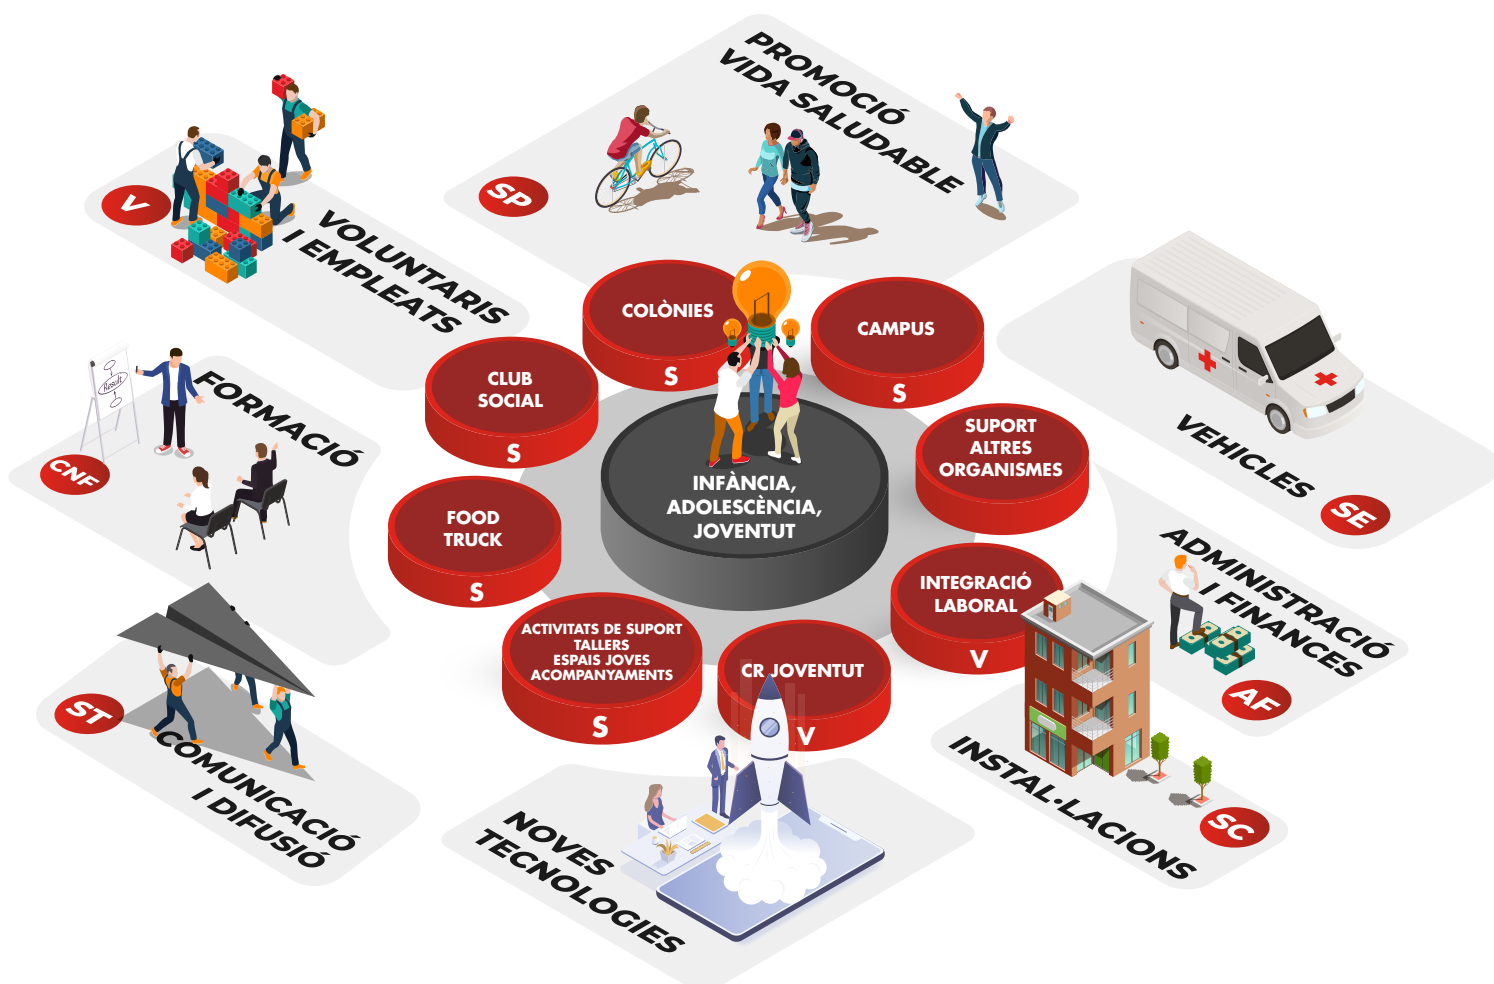 PROMOCIÓ
VIDA SALUDABLE
SP
V
VOLUNTARIS
I EMPLEATS
COLÒNIES
S
CAMPUS
S
CLUB
SOCIAL
S
SUPORT
ALTRES
ORGANISMES
VEHICLES
SE
Result
FORMACIÓ
CNF
INFÀNCIA,
ADOLESCÈNCIA,
JOVENTUT
FOOD
TRUCK
S
INTEGRACIÓ
LABORAL
V
ADMINISTRACIÓ
I FINANCES
AF
ACTIVITATS DE SUPORT
TALLERS
ESPAIS JOVES
ACOMPANYAMENTS
S
CR JOVENTUT
V
ST
COMUNICACIÓ
I DIFUSIÓ
INSTAL·LACIONS
SC
NOVES
TECNOLOGIES